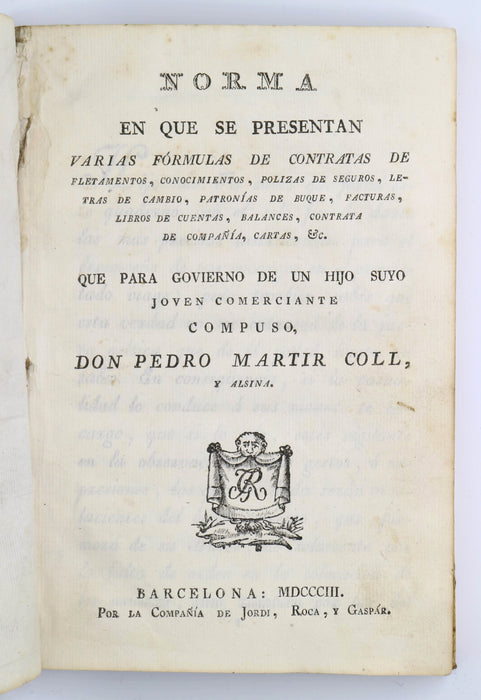 NORMA
EN QUE SE PRESENTAN
VARIAS FÓRMULAS DE CONTRATAS DE
FLETAMENTOS, CONOCIMIENTOS, POLIZAS DE SEGUROS, LE-
TRAS DE CAMBIO, PATRONÍAS DE BUQUE, FACTURAS,
LIBROS DE CUENTAS, BALANCES, CONTRATA
DE COMPAÑÍA, CARTAS, &c.
QUE PARA GOVIERNO DE UN HIJO SUYO
JOVEN COMERCIANTE
COMPUSO,
DON PEDRO MARTIR COLL,
Y ALSINA.
BARCELONA: MDCCCIII.
POR LA COMPAÑÍA DE JORDI, ROCA, Y GASPÁR.